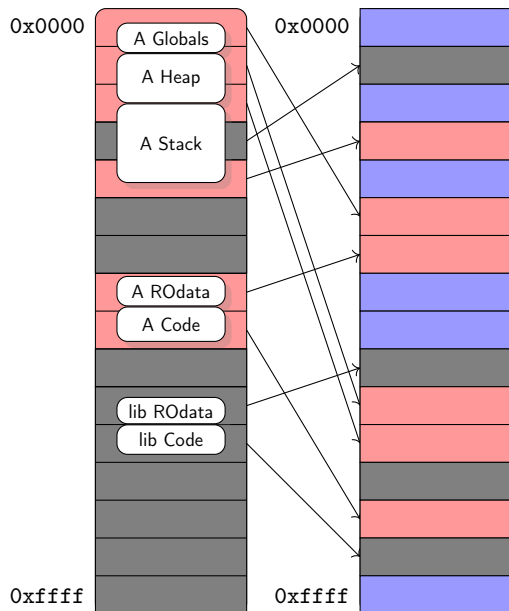 0x0000
0x0000
A Globals
A Heap
A Stack
A ROdata
A Code
lib ROdata
lib Code
0xffff
0xffff